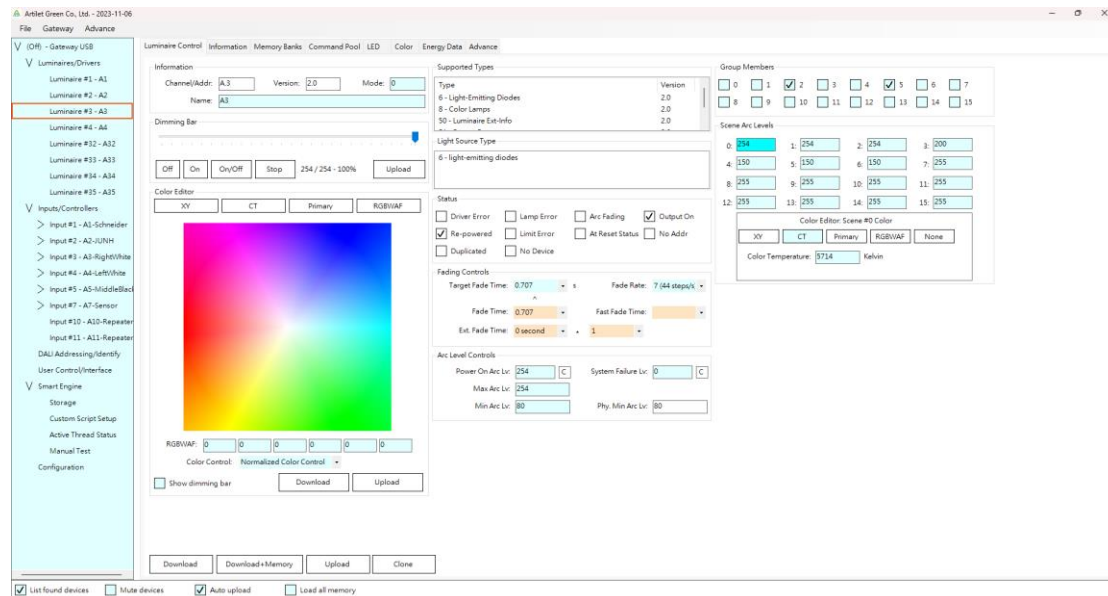 Artilet Green Co., Ltd. - 2023-11-06
File Gateway Advance
(Off) - Gateway USB
Luminaires/Drivers
Luminaire #1 - A1
Luminaire #2 - A2
Luminaire #3 - A3
Luminaire #4 - A4
Luminaire #32 - A32
Luminaire #33 - A33
Luminaire #34 - A34
Luminaire #35 - A35
Inputs/Controllers
Input #1 - A1-Schneider
Input #2 - A2-JUNH
Input #3 - A3-RightWhite
Input #4 - A4-LeftWhite
Input #5 - A5-MiddleBlacl
Input #7 - A7-Sensor
Input #10 - A10-Repeater
Input #11 - A11-Repeater
DALI Addressing/Identify
User Control/Interface
Smart Engine
Storage
Custom Script Setup
Active Thread Status
Manual Test
Configuration
Luminaire Control Information Memory Banks Command Pool LED Color Energy Data Advance
Information
Channel/Addr: A.3 Version: 2.0 Mode: 0
Name: A3
Dimming Bar
Off On On/Off Stop 254 / 254 - 100% Upload
Color Editor
XY CT Primary RGBWAF
RGBWAF: 0 0 0 0 0 0
Color Control: Normalized Color Control
Show dimming bar Download Upload
Download Download+Memory Upload Clone
Supported Types
Type Version
6 - Light-Emitting Diodes 2.0
8 - Color Lamps 2.0
50 - Luminaire Ext-Info 2.0
Light Source Type
6 - light-emitting diodes
Status
Driver Error Lamp Error Arc Fading Output On
Re-powered Limit Error At Reset Status No Addr
Duplicated No Device
Fading Controls
Target Fade Time: 0.707 s Fade Rate: 7 (44 steps/s
^
Fade Time: 0.707 Fast Fade Time:
Ext. Fade Time: 0 second * 1
Arc Level Controls
Power On Arc Lv: 254 C System Failure Lv: 0 C
Max Arc Lv: 254
Min Arc Lv: 80 Phy. Min Arc Lv: 80
Group Members
0 1 2 3 4 5 6 7
8 9 10 11 12 13 14 15
Scene Arc Levels
0: 254 1: 254 2: 254 3: 200
4: 150 5: 150 6: 150 7: 255
8: 255 9: 255 10: 255 11: 255
12: 255 13: 255 14: 255 15: 255
Color Editor: Scene #0 Color
XY CT Primary RGBWAF None
Color Temperature: 5714 Kelvin
List found devices Mute devices Auto upload Load all memory